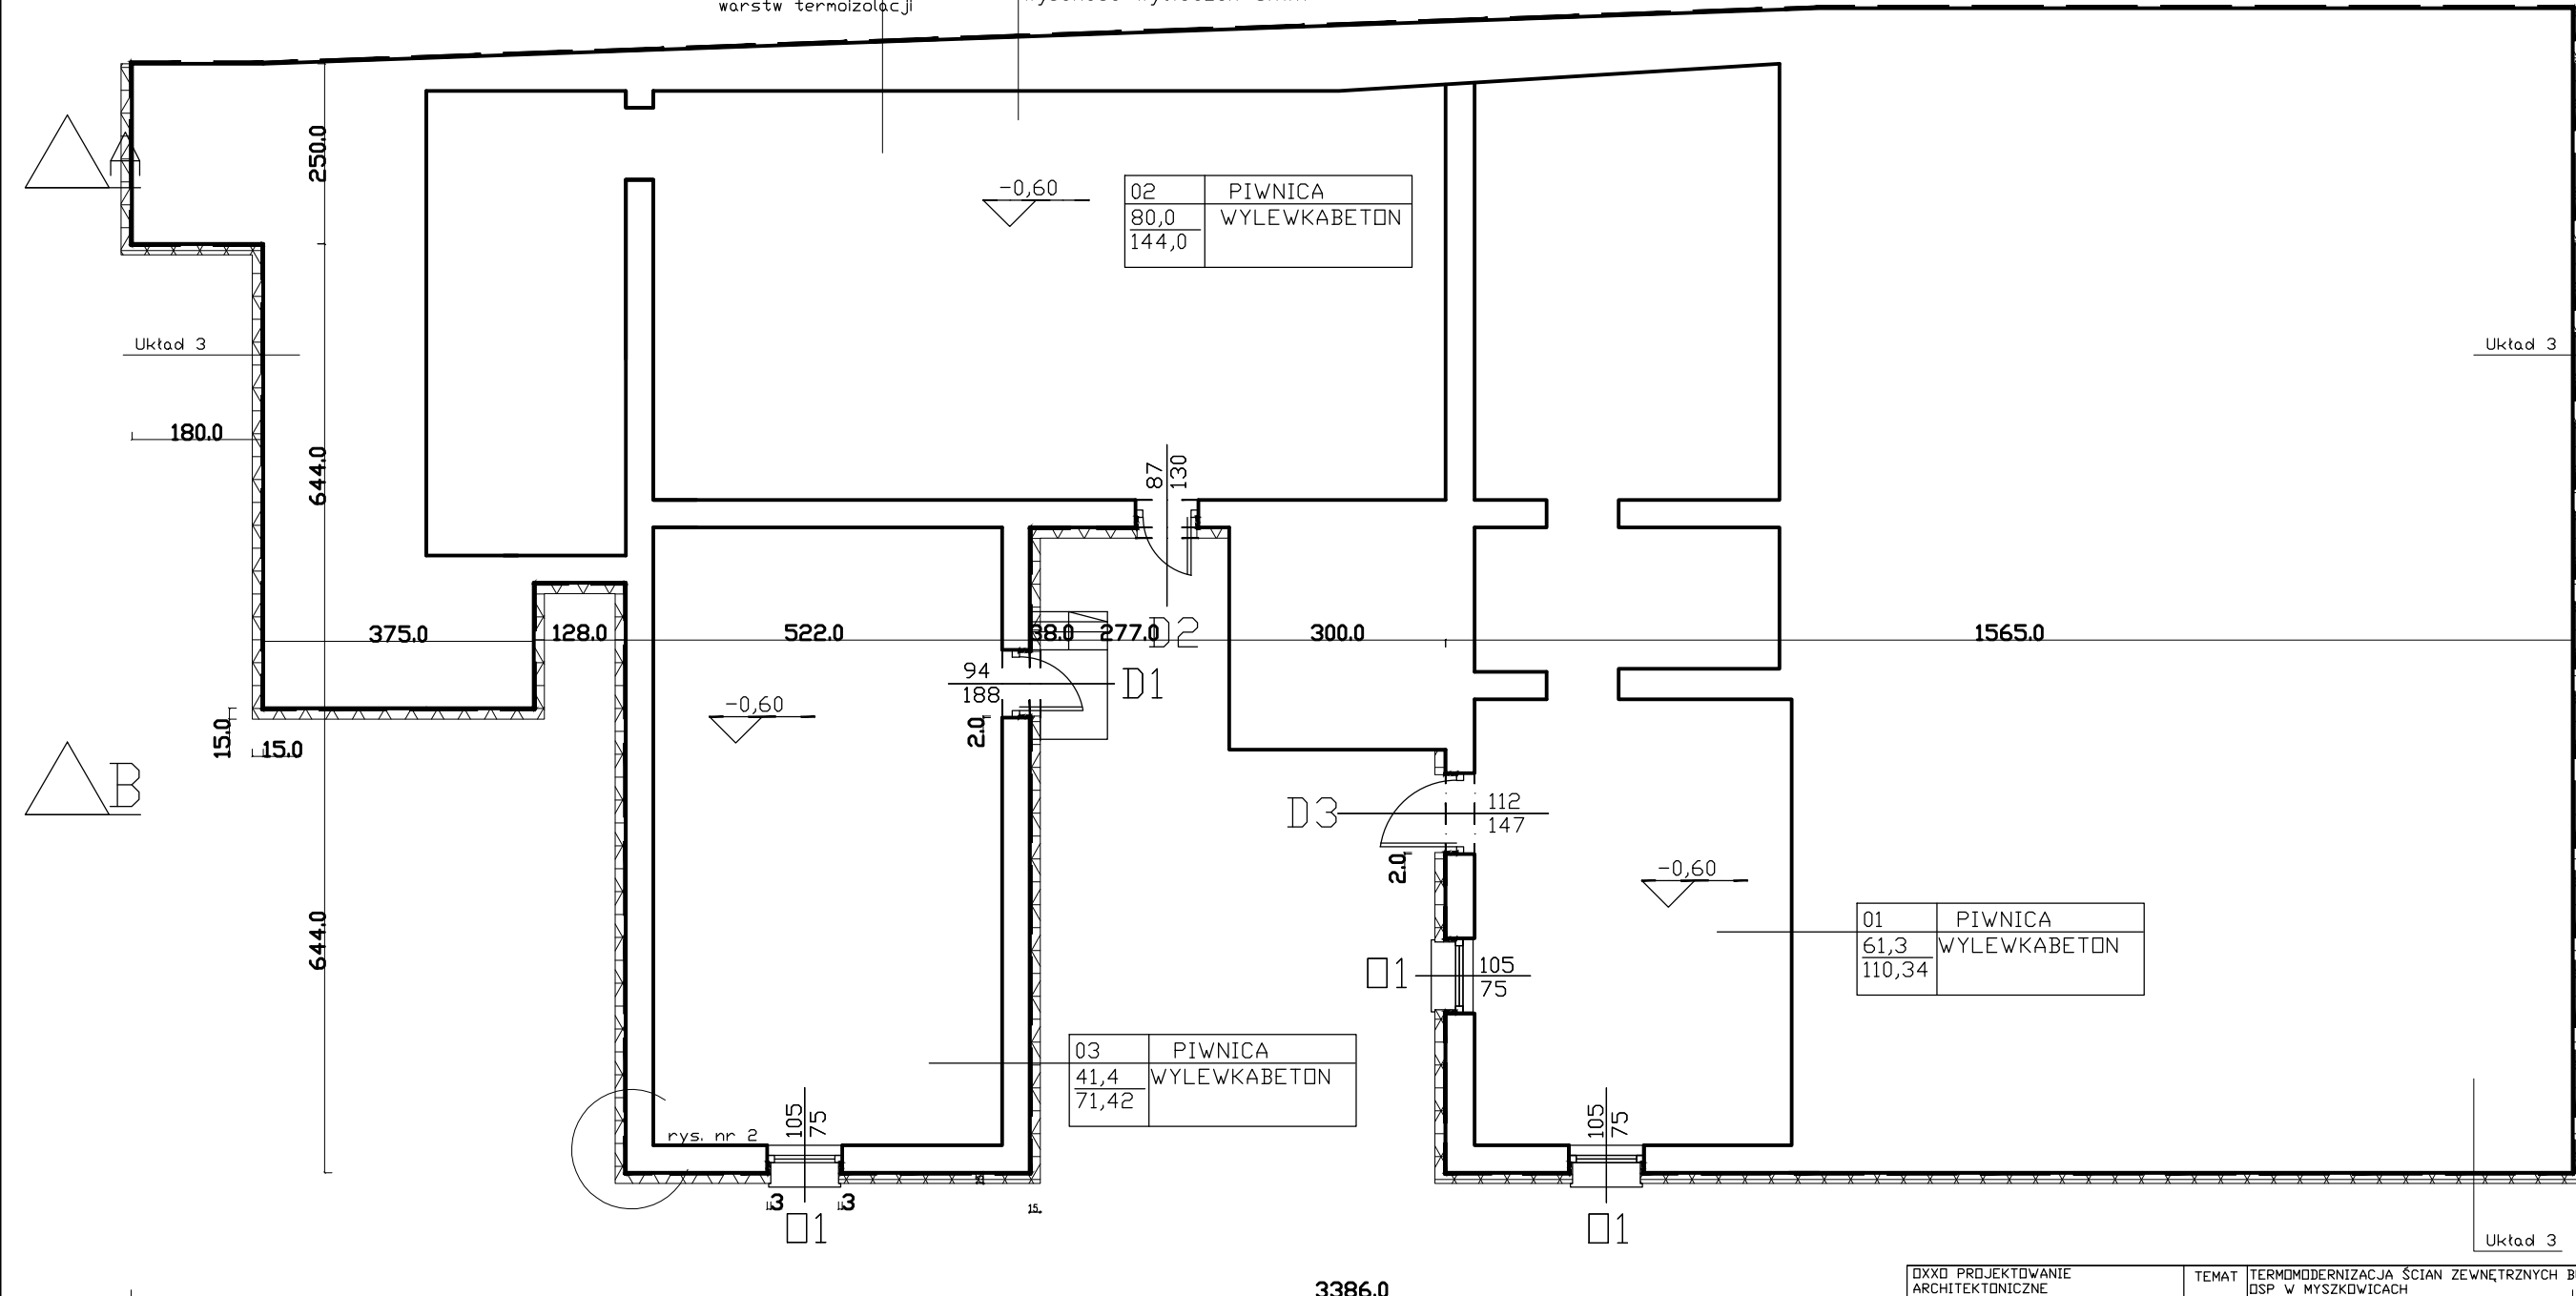 warstw termoizolacji
250.0
A
-0,60
02 PIWNICA
80,0 WYLEWKABETON
144,0
Układ 3
Układ 3
180.0
644.0
87
130
375.0
128.0
522.0
38.0
277.0
D2
300.0
1565.0
94
188
D1
-0,60
2.0
15.0
15.0
B
D3
112
147
2.0
-0,60
01 PIWNICA
61,3 WYLEWKABETON
110,34
644.0
O1
105
75
03 PIWNICA
41,4 WYLEWKABETON
71,42
rys. nr 2
105
75
105
75
3
3
15.
O1
O1
Układ 3
3386.0
OXXO PROJEKTOWANIE
ARCHITEKTONICZNE
TEMAT
TERMOMODERNIZACJA ŚCIAN ZEWNĘTRZNYCH
OSP W MYSZKOWICACH